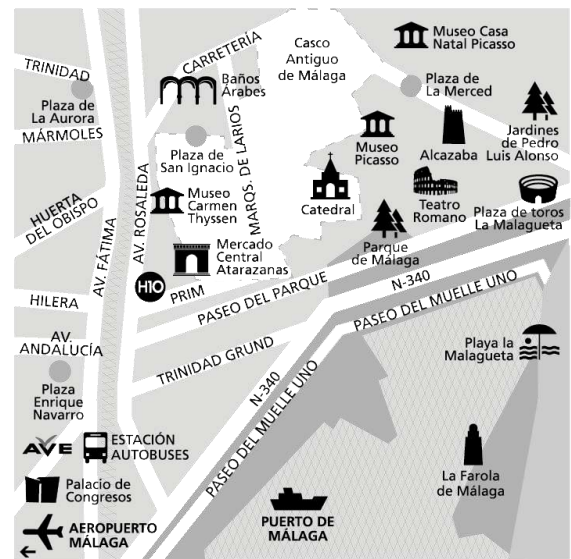 Museo Casa
Natal Picasso
CARRETERÍA
Casco
Antiguo
de Málaga
TRINIDAD
Plaza de
La Aurora
MÁRMOLES
Baños
Árabes
Plaza de
La Merced
Jardines
de Pedro
Luis Alonso
Plaza de
San Ignacio
MARQS. DE LARIOS
Museo
Picasso
Alcazaba
HUERTA
DEL OBISPO
AV. ROSALEDA
AV. FÁTIMA
Museo
Carmen
Thyssen
Catedral
Teatro
Romano
Plaza de toros
La Malagueta
Mercado
Central
Atarazanas
Parque
de Málaga
H10
PRIM
PASEO DEL PARQUE
N-340
PASEO DEL MUELLE UNO
HILERA
AV.
ANDALUCÍA
TRINIDAD GRUND
N-340
PASEO DEL MUELLE UNO
Playa la
Malagueta
Plaza
Enrique
Navarro
AVE
ESTACIÓN
AUTOBUSES
Palacio de
Congresos
La Farola
de Málaga
AEROPUERTO
MÁLAGA
PUERTO DE
MÁLAGA